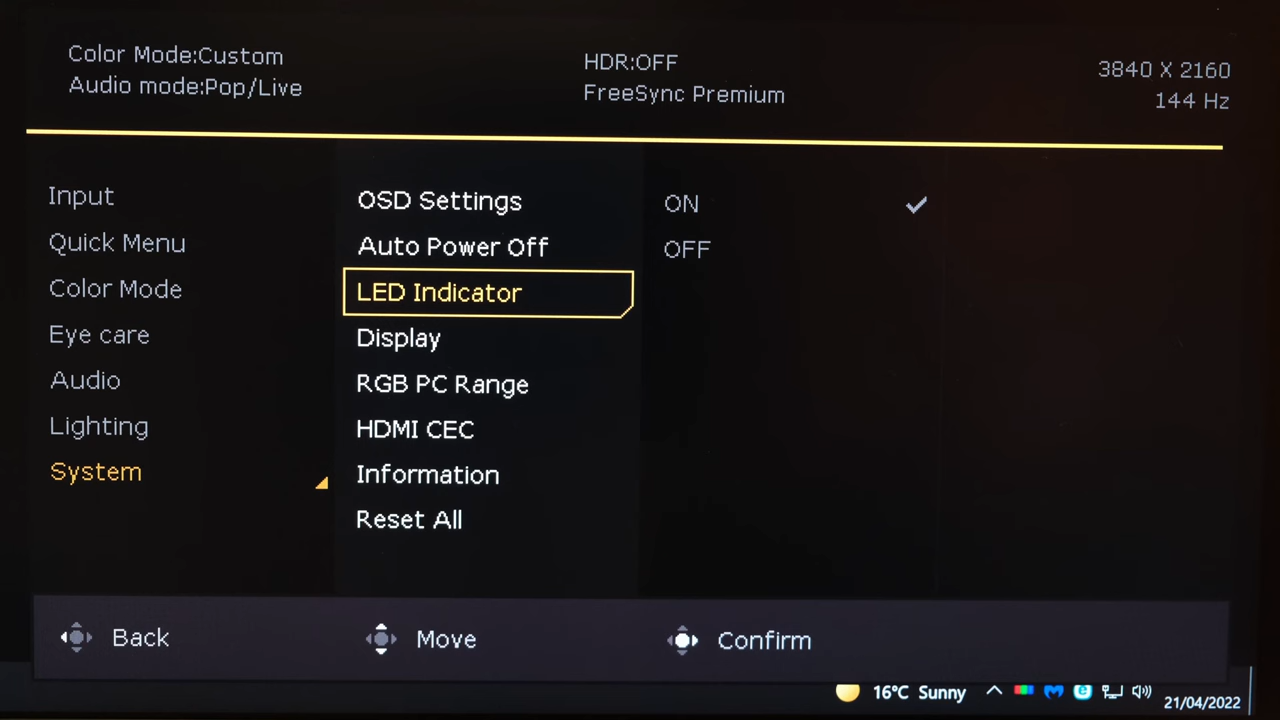 Color Mode:Custom
Audio mode:Pop/Live
HDR:OFF
FreeSync Premium
3840 X 2160
144 Hz
Input
Quick Menu
Color Mode
Eye care
Audio
Lighting
System
OSD Settings
Auto Power Off
LED Indicator
Display
RGB PC Range
HDMI CEC
Information
Reset All
ON
OFF
Back
Move
Confirm
16°C Sunny
21/04/2022